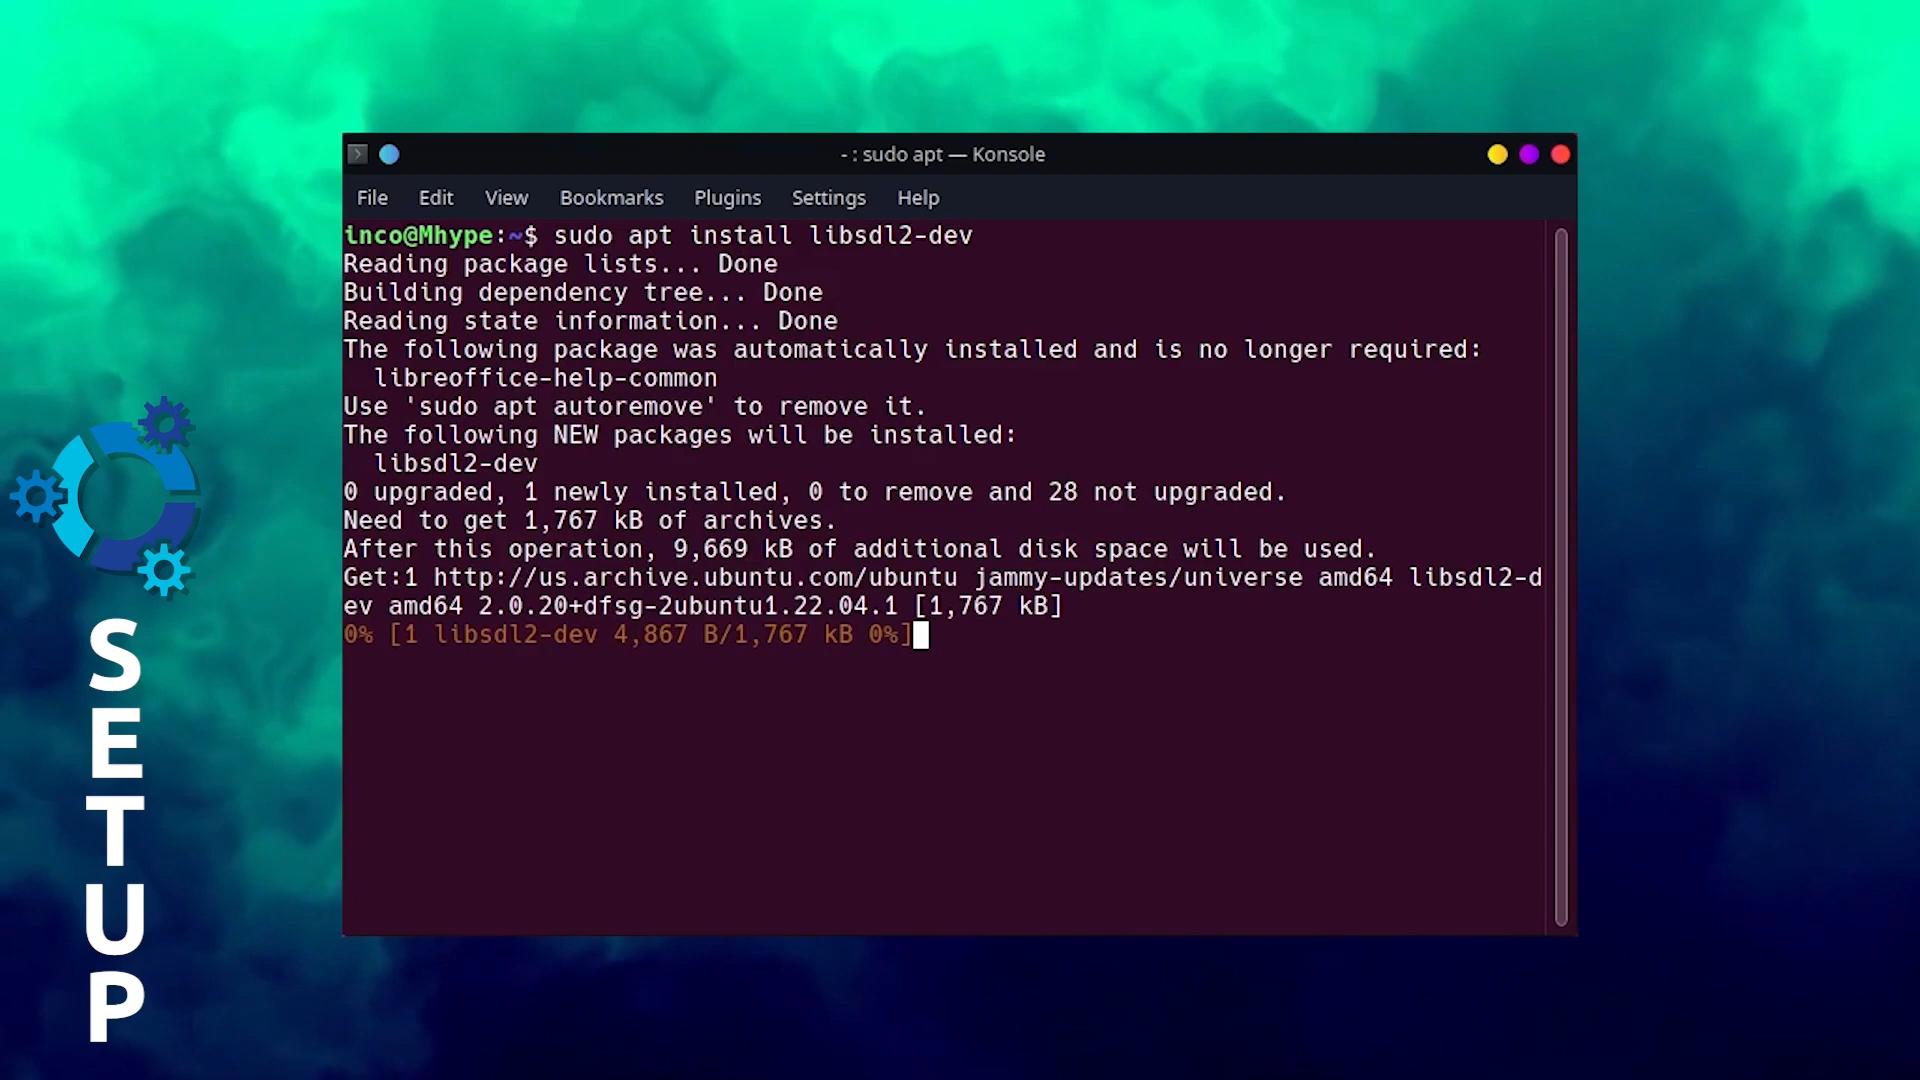 - : sudo apt — Konsole
File Edit View Bookmarks Plugins Settings Help
inco@Mhype:~$ sudo apt install libsdl2-dev
Reading package lists... Done
Building dependency tree... Done
Reading state information... Done
The following package was automatically installed and is no longer required:
  libreoffice-help-common
Use 'sudo apt autoremove' to remove it.
The following NEW packages will be installed:
  libsdl2-dev
0 upgraded, 1 newly installed, 0 to remove and 28 not upgraded.
Need to get 1,767 kB of archives.
After this operation, 9,669 kB of additional disk space will be used.
Get:1 http://us.archive.ubuntu.com/ubuntu jammy-updates/universe amd64 libsdl2-d
ev amd64 2.0.20+dfsg-2ubuntu1.22.04.1 [1,767 kB]
0% [1 libsdl2-dev 4,867 B/1,767 kB 0%]
SETUP